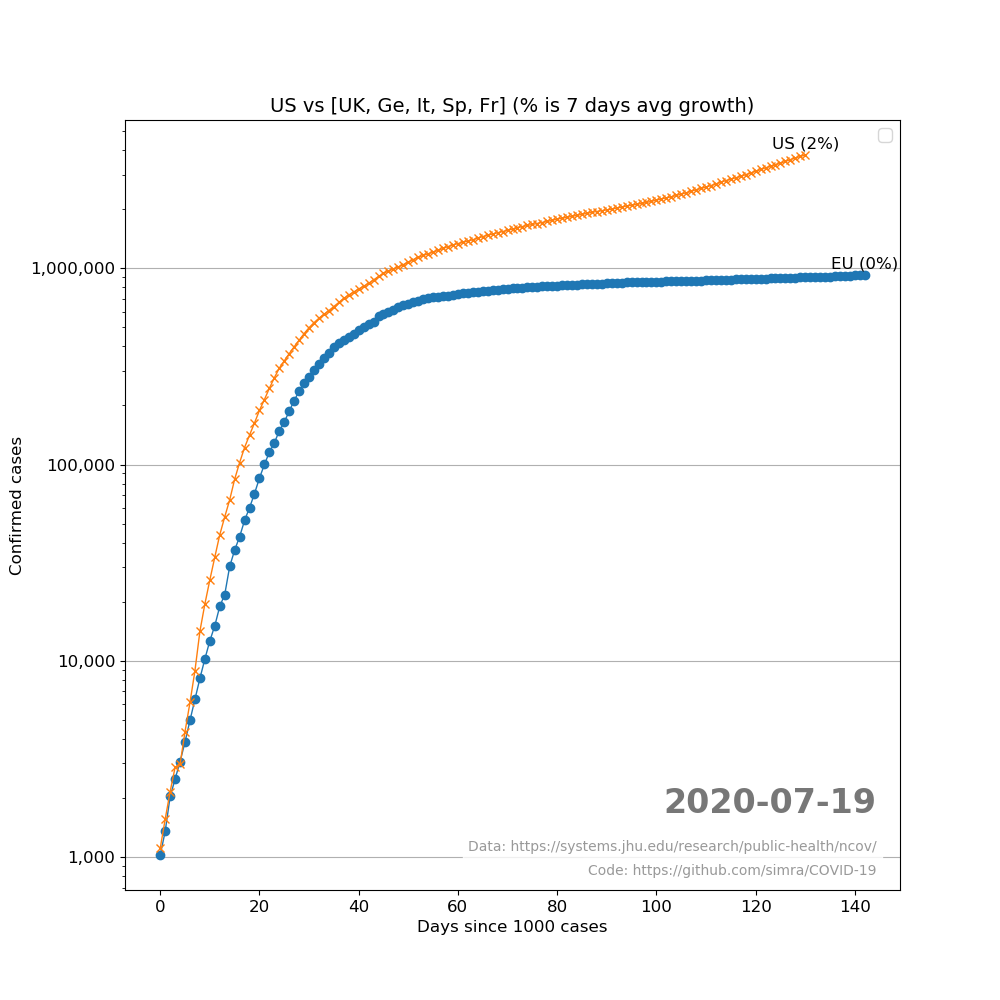 US vs [UK, Ge, It, Sp, Fr] (% is 7 days avg growth)
US (2%)
EU (0%)
1,000,000
100,000
10,000
1,000
Confirmed cases
2020-07-19
Data: https://systems.jhu.edu/research/public-health/ncov/
Code: https://github.com/simra/COVID-19
0 20 40 60 80 100 120 140
Days since 1000 cases